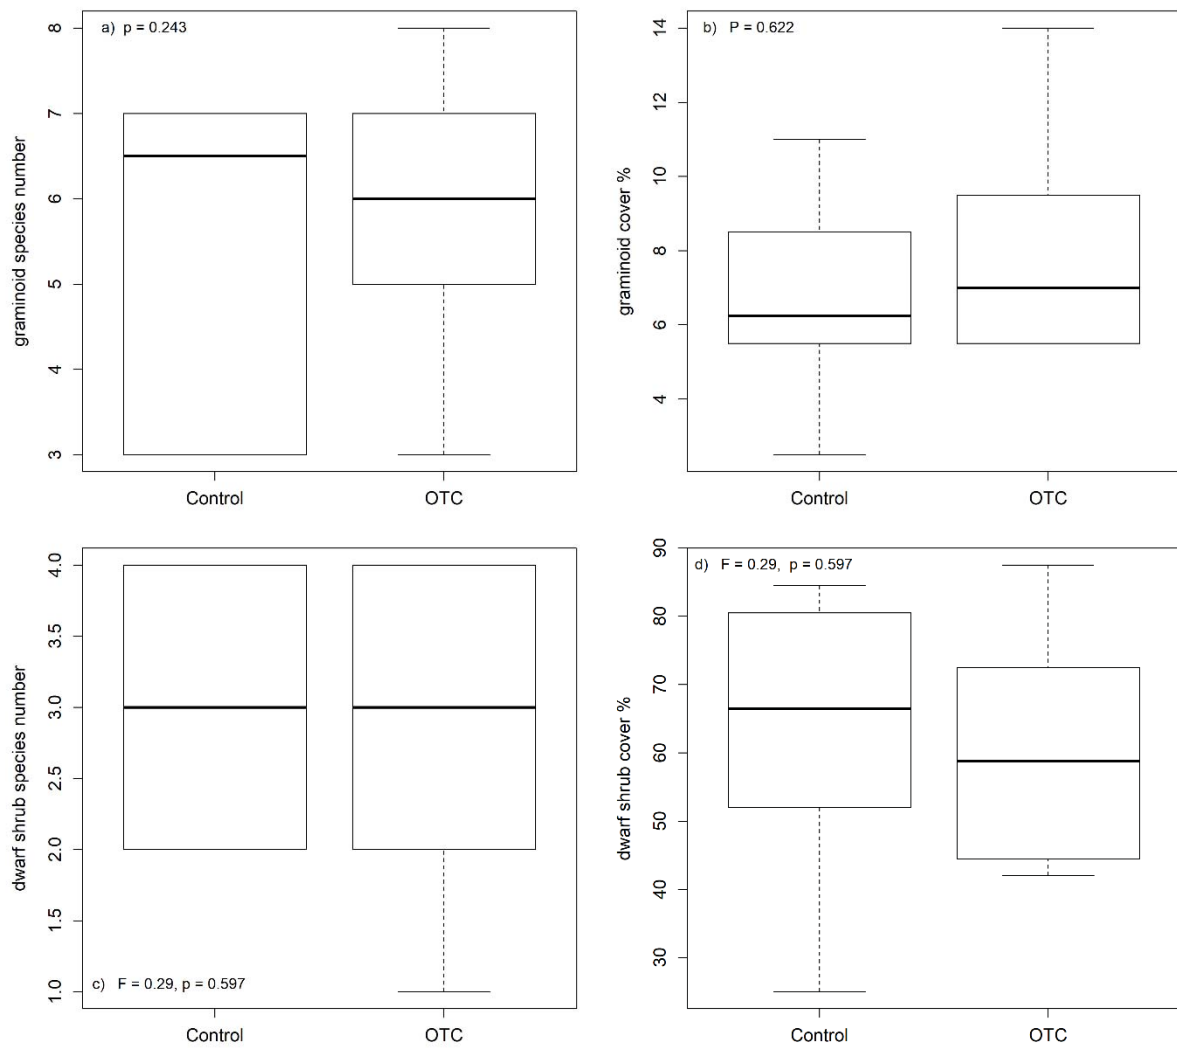 a) p = 0.243
graminoid species number
8
7
6
5
4
3
Control OTC
b) P = 0.622
graminoid cover %
14
12
10
8
6
4
Control OTC
c) F = 0.29, p = 0.597
dwarf shrub species number
4.0
3.5
3.0
2.5
2.0
1.5
1.0
Control OTC
d) F = 0.29, p = 0.597
dwarf shrub cover %
90
80
70
60
50
40
30
Control OTC